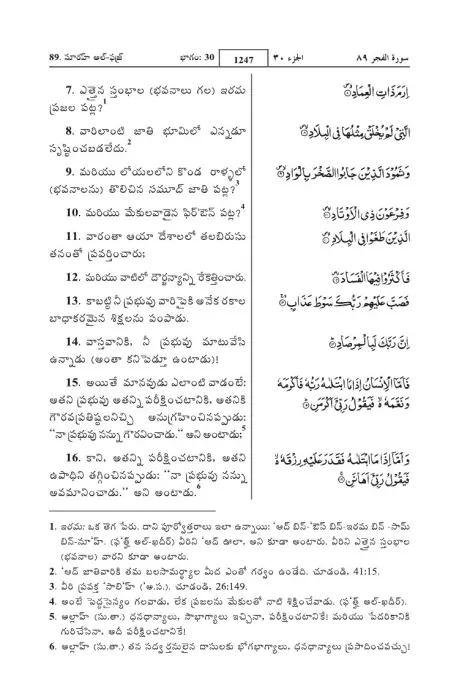 89. సూరహ్ అల్-ఫజ్ర్ భాగం: 30 1247 الجزء ٣٠ سورة الفجر ٨٩
7. ఎత్తైన స్తంభాల (భవనాలు గల) ఇరమ
ప్రజల పట్ల?1
إِرَمَ ذَاتِ الْعِمَادِ
8. వారిలాంటి జాతి భూమిలో ఎన్నడూ
సృష్టించబడలేదు.2
الَّتِي لَمْ يُخْلَقْ مِثْلُهَا فِي الْبِلَادِ
9. మరియు లోయలలోని కొండ రాళ్ళలో
(భవనాలను) తొలిచిన సమూద్ జాతి పట్ల?3
وَثَمُودَ الَّذِينَ جَابُوا الصَّخْرَ بِالْوَادِ
10. మరియు మేకులవాడైన ఫిర్'ఔన్ పట్ల?4
وَفِرْعَوْنَ ذِي الْأَوْتَادِ
11. వారంతా ఆయా దేశాలలో తలబిరుసు
తనంతో ప్రవర్తించారు;
الَّذِينَ طَغَوْا فِي الْبِلَادِ
12. మరియు వాటిలో దౌర్జన్యాన్ని రేకెత్తించారు.
فَأَكْثَرُوا فِيهَا الْفَسَادَ
13. కాబట్టి నీ ప్రభువు వారిపైకి అనేక రకాల
బాధాకరమైన శిక్షలను పంపాడు.
فَصَبَّ عَلَيْهِمْ رَبُّكَ سَوْطَ عَذَابٍ
14. వాస్తవానికి, నీ ప్రభువు మాటువేసి
ఉన్నాడు (అంతా కనిపెడ్తూ ఉంటాడు)!
إِنَّ رَبَّكَ لَبِالْمِرْصَادِ
15. అయితే మానవుడు ఎలాంటి వాడంటే:
అతని ప్రభువు అతన్ని పరీక్షించటానికి, అతనికి
గౌరవప్రతిష్ఠలనిచ్చి అనుగ్రహించినపుడు:
"నా ప్రభువు నన్ను గౌరవించాడు." అని అంటాడు;5
فَأَمَّا الْإِنْسَانُ إِذَا مَا ابْتَلَاهُ رَبُّهُ فَأَكْرَمَهُ
وَنَعَّمَهُ فَيَقُولُ رَبِّي أَكْرَمَنِ
16. కాని, అతన్ని పరీక్షించటానికి, అతని
ఉపాధిని తగ్గించినపుడు: "నా ప్రభువు నన్ను
అవమానించాడు." అని అంటాడు.6
وَأَمَّا إِذَا مَا ابْتَلَاهُ فَقَدَرَ عَلَيْهِ رِزْقَهُ
فَيَقُولُ رَبِّي أَهَانَنِ
1. ఇరమ: ఒక తెగ పేరు. దాని పూర్వోత్తరాలు ఇలా ఉన్నాయి: 'ఆద్ బిన్-'ఔస్ బిన్-ఇరమ బిన్ -సామ్
బిన్-నూ'హ్. (ఫ'త్హ్ అల్-ఖదీర్) వీరిని 'ఆద్ ఊలా, అని కూడా అంటారు. వీరిని ఎత్తైన స్తంభాల
(భవనాల) వారని కూడా అంటారు.
2. 'ఆద్ జాతివారికి తమ బలసామర్థ్యాల మీద ఎంతో గర్వం ఉండేది. చూడండి, 41:15.
3. వీరి ప్రవక్త 'సాలి'హ్ ('అ.స.). చూడండి, 26:149.
4. అంటే పెద్దసైన్యం గలవాడు, లేక ప్రజలను మేకులతో నాటి శిక్షించేవాడు. (ఫ'త్హ్ అల్-ఖదీర్).
5. అల్లాహ్ (సు.తా.) ధనధాన్యాలు, సౌభాగ్యాలు ఇచ్చినా, పరీక్షించటానికే! మరియు పేదరికానికి
గురిచేసినా, అదీ పరీక్షించటానికే!
6. అల్లాహ్ (సు.తా.) తన సద్వర్తనులైన దాసులకు భోగభాగ్యాలు, ధనధాన్యాలు ప్రసాదించవచ్చు!